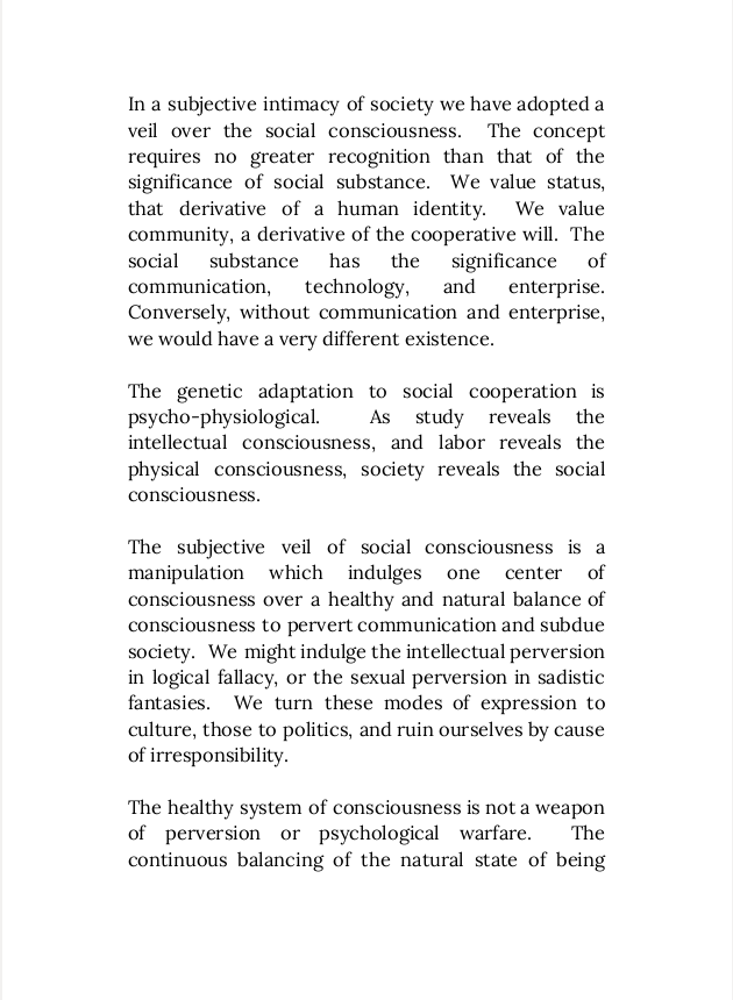 In a subjective intimacy of society we have adopted a
veil over the social consciousness.  The concept
requires no greater recognition than that of the
significance of social substance.  We value status,
that derivative of a human identity.  We value
community, a derivative of the cooperative will.  The
social substance has the significance of
communication, technology, and enterprise.
Conversely, without communication and enterprise,
we would have a very different existence.

The genetic adaptation to social cooperation is
psycho-physiological.  As study reveals the
intellectual consciousness, and labor reveals the
physical consciousness, society reveals the social
consciousness.

The subjective veil of social consciousness is a
manipulation which indulges one center of
consciousness over a healthy and natural balance of
consciousness to pervert communication and subdue
society.  We might indulge the intellectual perversion
in logical fallacy, or the sexual perversion in sadistic
fantasies.  We turn these modes of expression to
culture, those to politics, and ruin ourselves by cause
of irresponsibility.

The healthy system of consciousness is not a weapon
of perversion or psychological warfare.  The
continuous balancing of the natural state of being